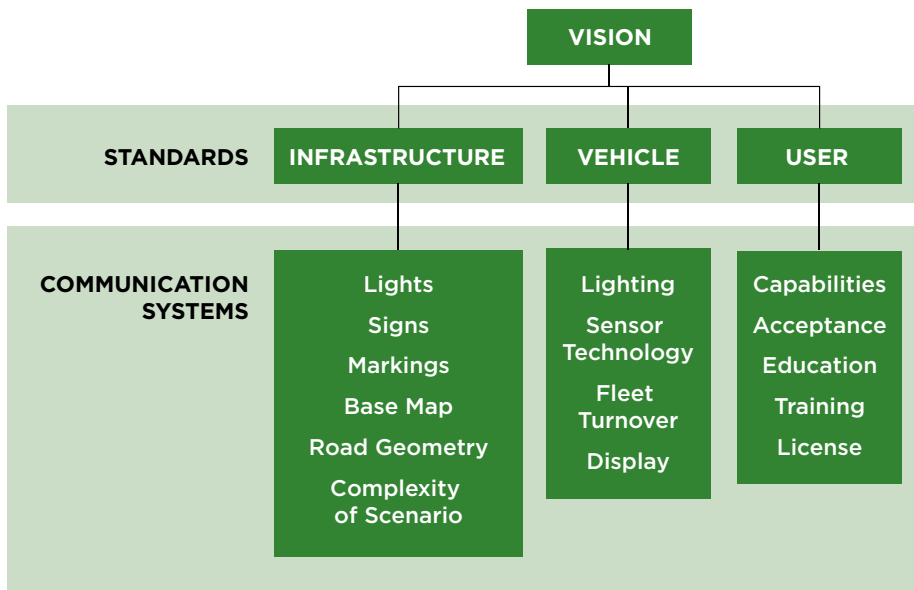 VISION
STANDARDS
INFRASTRUCTURE
VEHICLE
USER
COMMUNICATION
SYSTEMS
Lights
Signs
Markings
Base Map
Road Geometry
Complexity
of Scenario
Lighting
Sensor
Technology
Fleet
Turnover
Display
Capabilities
Acceptance
Education
Training
License